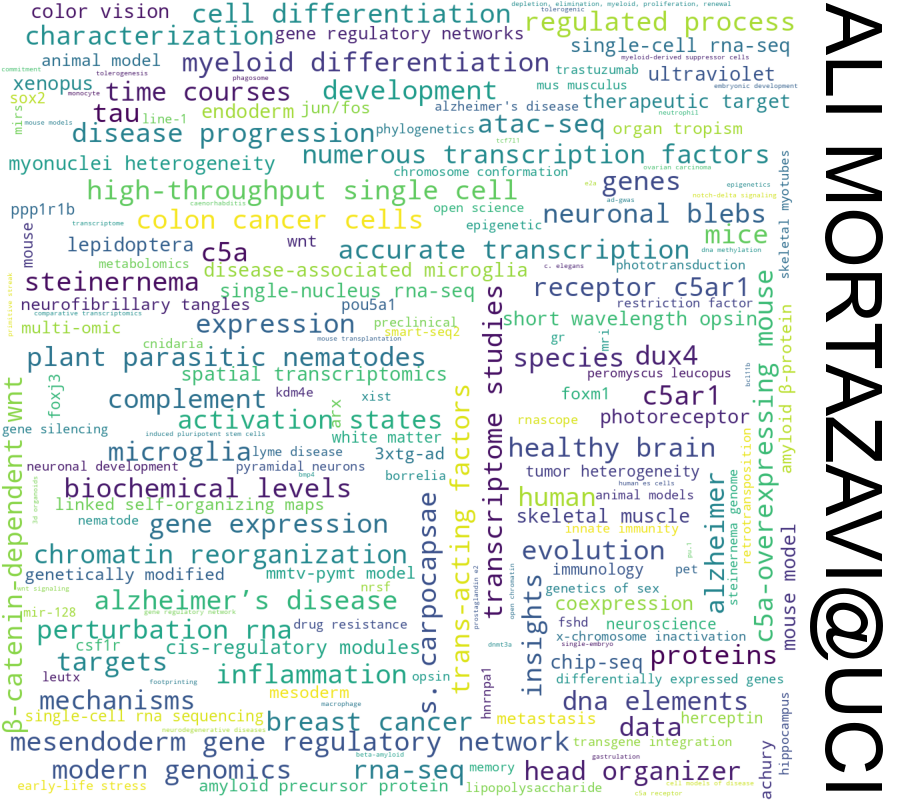 color vision
cell differentiation
depletion, elimination, myeloid, proliferation, renewal
tolerogenic
regulated process
characterization
gene regulatory networks
single-cell rna-seq
animal model
myeloid differentiation
myeloid-derived suppressor cells
commitment
tolerogenesis
phagosome
trastuzumab
ultraviolet
xenopus
time courses
development
mus musculus
embryonic development
sox2
monocyte
mirs
tau
line-1
endoderm
jun/fos
alzheimer's disease
therapeutic target
neutrophil
mouse models
disease progression
phylogenetics
atac-seq
organ tropism
tcf7l1
myonuclei heterogeneity
numerous transcription factors
chromosome conformation
ovarian carcinoma
skeletal myotubes
high-throughput single cell
e2a
genes
epigenetics
notch-delta signaling
caenorhabditis
ad-gwas
ppp1r1b
transcriptome
colon cancer cells
open science
epigenetic
neuronal blebs
mouse
lepidoptera
c5a
wnt
accurate transcription
mice
dna methylation
metabolomics
disease-associated microglia
c. elegans
phototransduction
steinernema
single-nucleus rna-seq
receptor c5ar1
primitive streak
neurofibrillary tangles
pou5a1
restriction factor
comparative transcriptomics
multi-omic
expression
preclinical
smart-seq2
short wavelength opsin
cnidaria
mouse transplantation
gr
mri
plant parasitic nematodes
species
dux4
spatial transcriptomics
peromyscus leucopus
bcl11b
foxj3
complement
kdm4e
xist
foxm1
c5ar1
arx
activation states
rnascope
photoreceptor
gene silencing
induced pluripotent stem cells
white matter
microglia
lyme disease
3xtg-ad
healthy brain
neuronal development
pyramidal neurons
bmp4
borrelia
tumor heterogeneity
biochemical levels
human es cells
3d organoids
linked self-organizing maps
human
animal models
nematode
gene expression
skeletal muscle
innate immunity
chromatin reorganization
evolution
pu.1
genetically modified
mmtv-pymt model
immunology
pet
wnt signaling
nrsf
genetics of sex
alzheimer’s disease
coexpression
mir-128
gene regulatory network
perturbation rna
drug resistance
fshd
neuroscience
csf1r
cis-regulatory modules
dnmt3a
x-chromosome inactivation
single-embryo
targets
chip-seq
proteins
leutx
footprinting
inflammation
opsin
differentially expressed genes
mechanisms
mesoderm
macrophage
dna elements
single-cell rna sequencing
breast cancer
metastasis
data
herceptin
neurodegenerative diseases
mesendoderm gene regulatory network
transgene integration
beta-amyloid
gastrulation
modern genomics
rna-seq
memory
head organizer
early-life stress
amyloid precursor protein
lipopolysaccharide
cell models of disease
c5a receptor
β-catenin-dependent wnt
s. carpocapsae
trans-acting factors
transcriptome studies
prostaglandin e2
open chromatin
hnrnpa1
insights
alzheimer
steinernema genome
retrotransposition
c5a-overexpressing mouse
amyloid β-protein
mouse model
hippocampus
achury
ALI MORTAZAVI@UCI